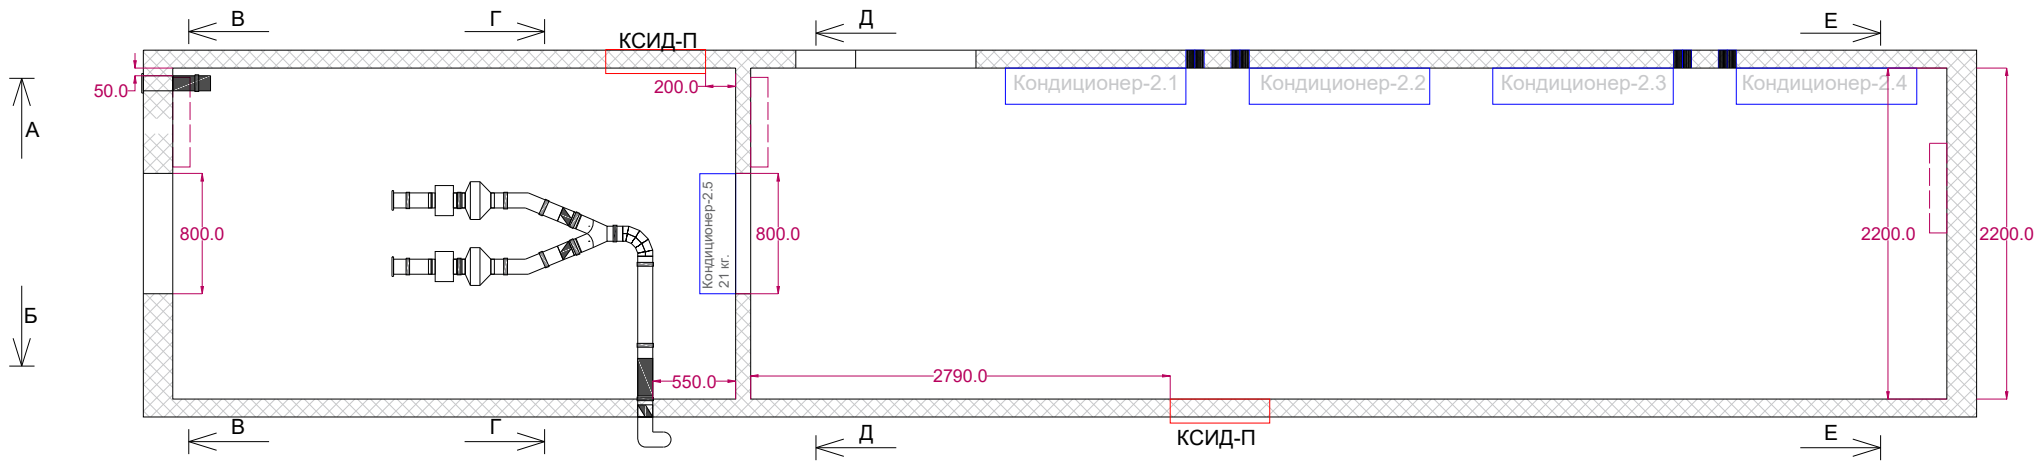 В
Г
Д
Е
КСИД-П
50.0
200.0
Кондиционер-2.1
Кондиционер-2.2
Кондиционер-2.3
Кондиционер-2.4
А
800.0
Кондиционер-2.5
21 кг.
800.0
2200.0
2200.0
Б
550.0
2790.0
В
Г
Д
КСИД-П
Е